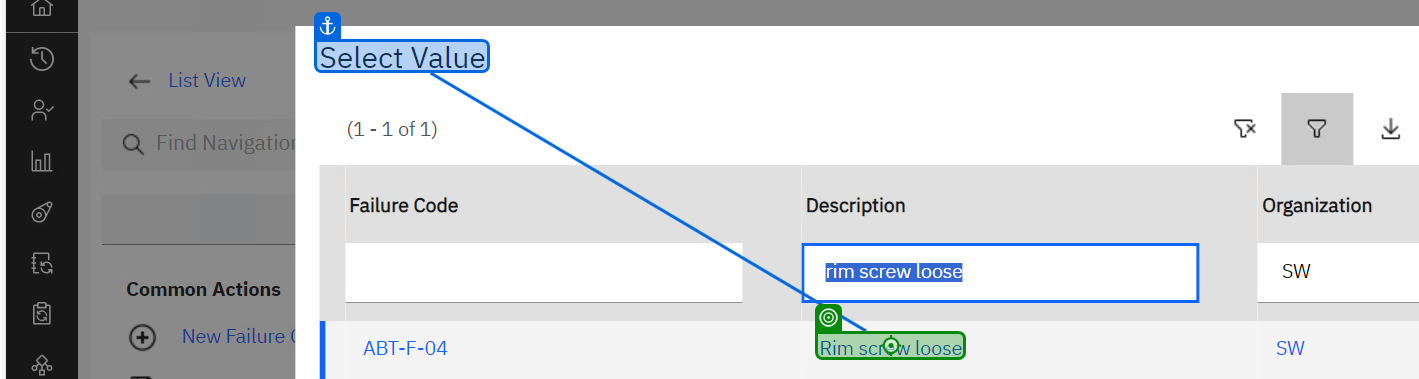 Select Value
List View
(1 - 1 of 1)
Find Navigation
Failure Code Description Organization
rim screw loose SW
Common Actions
New Failure
ABT-F-04 Rim screw loose SW